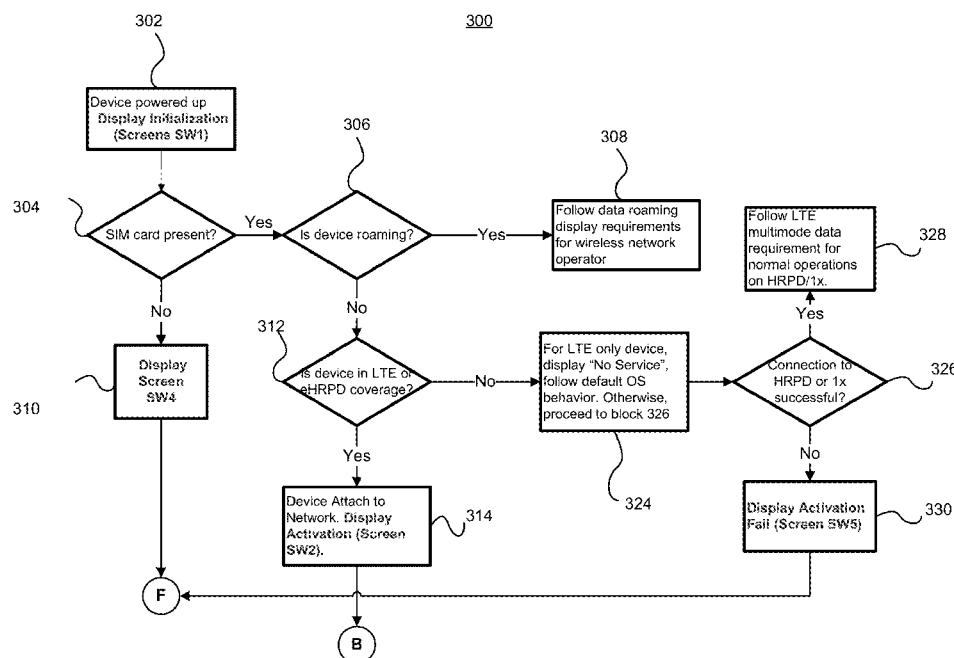 300
302
Device powered up
Display Initialization
(Screens SW1)
304
SIM card present?
Yes
306
Is device roaming?
Yes
308
Follow data roaming
display requirements
for wireless network
operator
No
310
Display
Screen
SW4
No
312
Is device in LTE or
eHRPD coverage?
No
For LTE only device,
display “No Service”,
follow default OS
behavior. Otherwise,
proceed to block 326
324
Connection to
HRPD or 1x
successful?
326
Yes
Follow LTE
multimode data
requirement for
normal operations
on HRPD/1x.
328
Yes
Device Attach to
Network. Display
Activation (Screen
SW2).
314
No
Display Activation
Fail (Screen SW5)
330
F
B